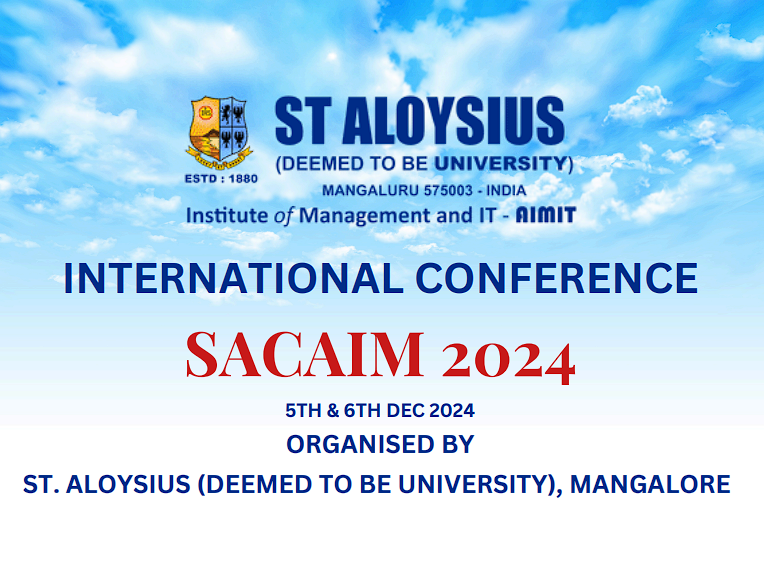 ST ALOYSIUS
(DEEMED TO BE UNIVERSITY)
ESTD : 1880
MANGALURU 575003 - INDIA
Institute of Management and IT - AIMIT
INTERNATIONAL CONFERENCE
SACAIM 2024
5TH & 6TH DEC 2024
ORGANISED BY
ST. ALOYSIUS (DEEMED TO BE UNIVERSITY), MANGALORE